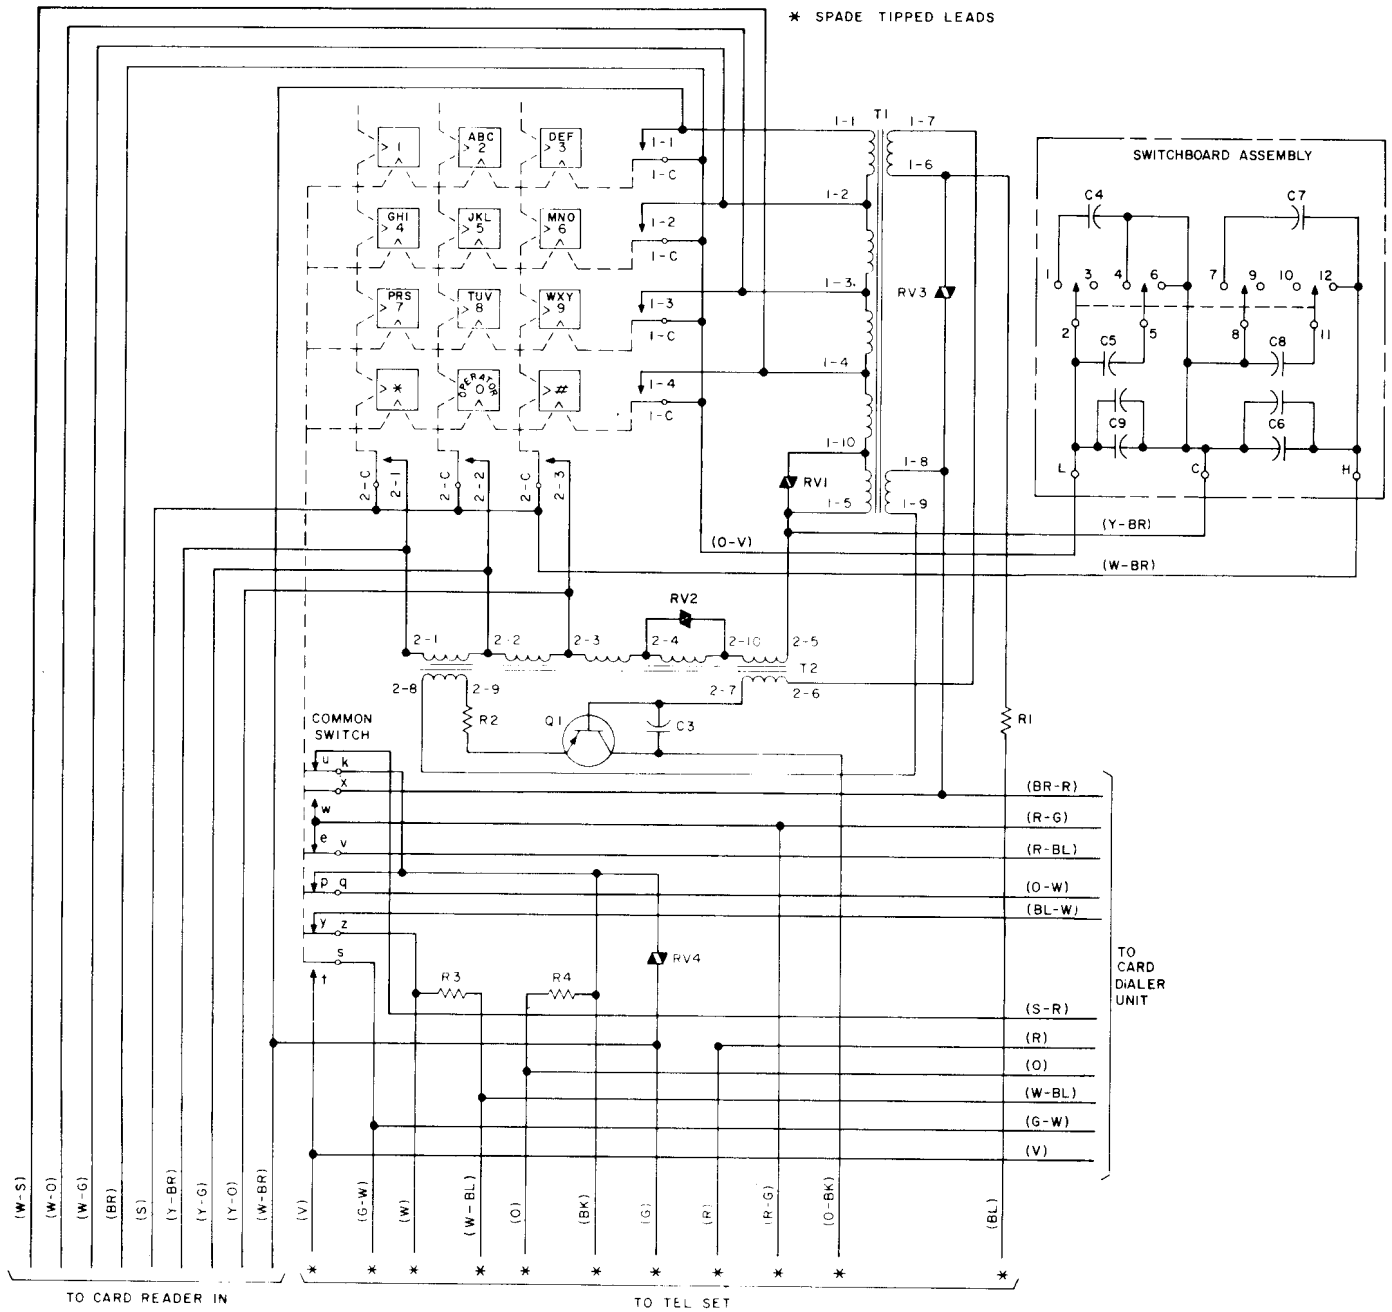 * SPADE TIPPED LEADS
T1
1-1
1-7
SWITCHBOARD ASSEMBLY
1
ABC
2
DEF
3
1-1
1-C
1-6
1-2
C4
C7
GHI
4
JKL
5
MNO
6
1-2
1-C
1-3
RV3
1
3
4
6
7
9
10
12
PRS
7
TUV
8
WXY
9
1-3
1-C
2
5
8
11
C5
C8
1-4
*
OPERATOR
0
#
1-4
1-C
C9
C6
1-10
1-8
L
C
H
2-C
2-1
2-C
2-2
2-C
2-3
RV1
1-5
1-9
(Y-BR)
(O-V)
(W-BR)
RV2
2-1
2-2
2-3
2-4
2-10
2-5
T2
2-8
2-9
2-7
2-6
R2
Q1
C3
R1
COMMON
SWITCH
u k
x
(BR-R)
w
(R-G)
e v
(R-BL)
p q
(O-W)
(BL-W)
y z
s
t
RV4
R3
R4
TO
CARD
DIALER
UNIT
(S-R)
(R)
(O)
(W-BL)
(G-W)
(V)
(W-S)
(W-O)
(W-G)
(BR)
(S)
(Y-BR)
(Y-G)
(Y-O)
(W-BR)
(V)
(G-W)
(W)
(W-BL)
(O)
(BK)
(G)
(R)
(R-G)
(O-BK)
(BL)
* * * * * * * * * * *
TO CARD READER IN
TO TEL SET